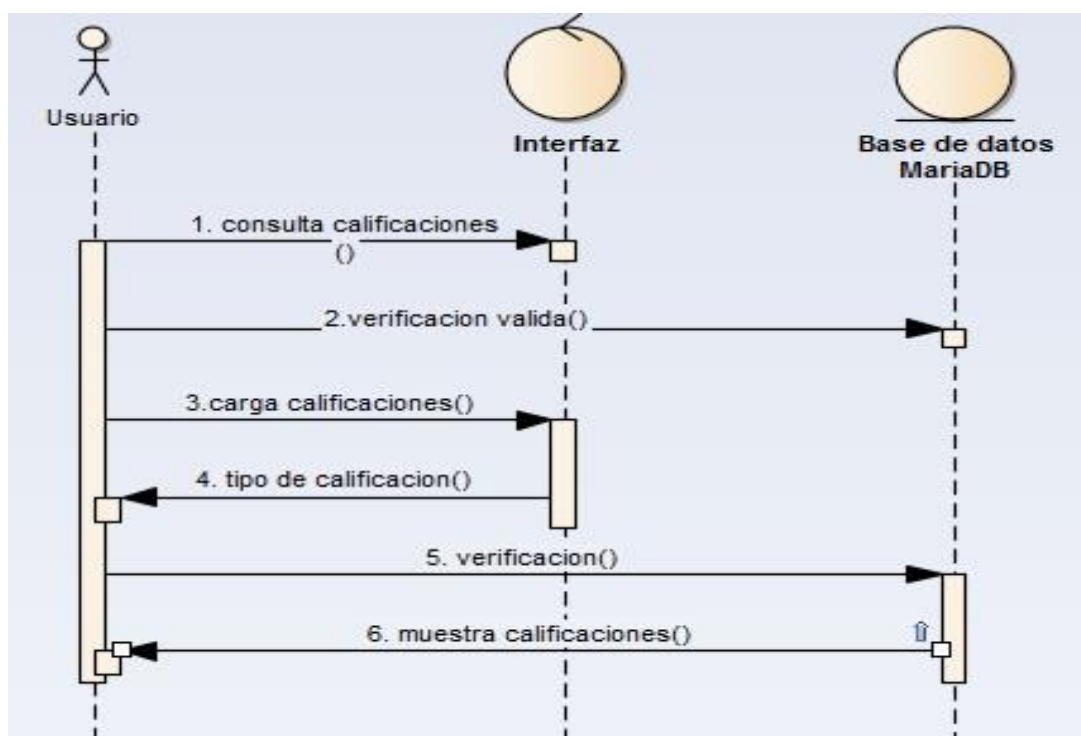 Usuario
Interfaz
Base de datos
MariaDB
1. consulta calificaciones
()
2.verificacion valida()
3.carga calificaciones()
4. tipo de calificacion()
5. verificacion()
6. muestra calificaciones()